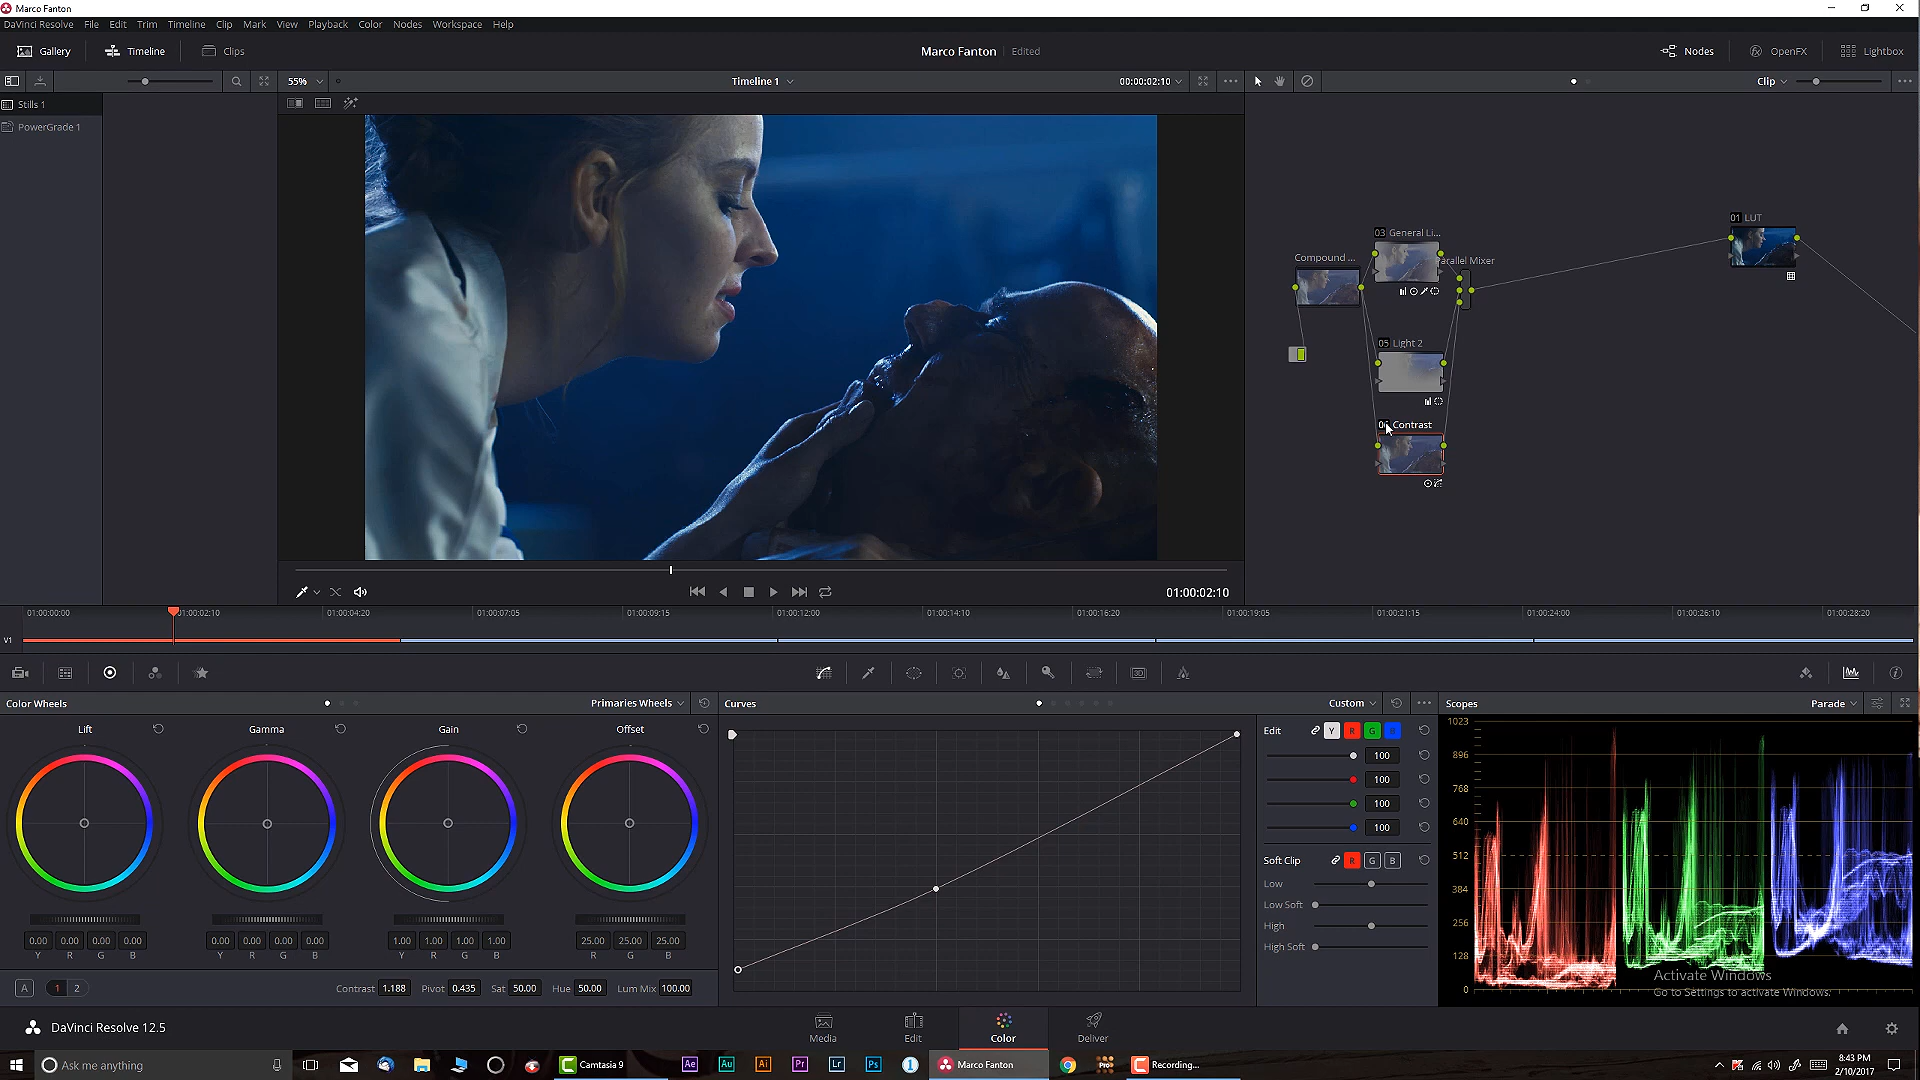 Marco Fanton
DaVinci Resolve File Edit Trim Timeline Clip Mark View Playback Color Nodes Workspace Help
Gallery Timeline Clips Marco Fanton Edited Nodes OpenFX Lightbox
55% Timeline 1 00:00:02:10 Clip
Stills 1
PowerGrade 1
01 LUT
03 General Li...
Compound ...
Parallel Mixer
05 Light 2
Contrast
01:00:02:10
01:00:00:00 01:00:02:10 01:00:04:20 01:00:07:05 01:00:09:15 01:00:12:00 01:00:14:10 01:00:16:20 01:00:19:05 01:00:21:15 01:00:24:00 01:00:26:10 01:00:28:20
V1
Color Wheels Primaries Wheels Curves Custom Scopes Parade
Lift Gamma Gain Offset
Edit Y R G B
100
100
100
100
Soft Clip R G B
Low
Low Soft
High
High Soft
1023
896
768
640
512
384
256
128
0
0.00 0.00 0.00 0.00 0.00 0.00 0.00 0.00 1.00 1.00 1.00 1.00 25.00 25.00 25.00
Y R G B Y R G B Y R G B R G B
A 1 2 Contrast 1.188 Pivot 0.435 Sat 50.00 Hue 50.00 Lum Mix 100.00
Activate Windows
Go to Settings to activate Windows.
DaVinci Resolve 12.5 Media Edit Color Deliver
Ask me anything Camtasia 9 Ae Au Ai Pr Lr Ps Marco Fanton Recording... 8:43 PM
2/10/2017